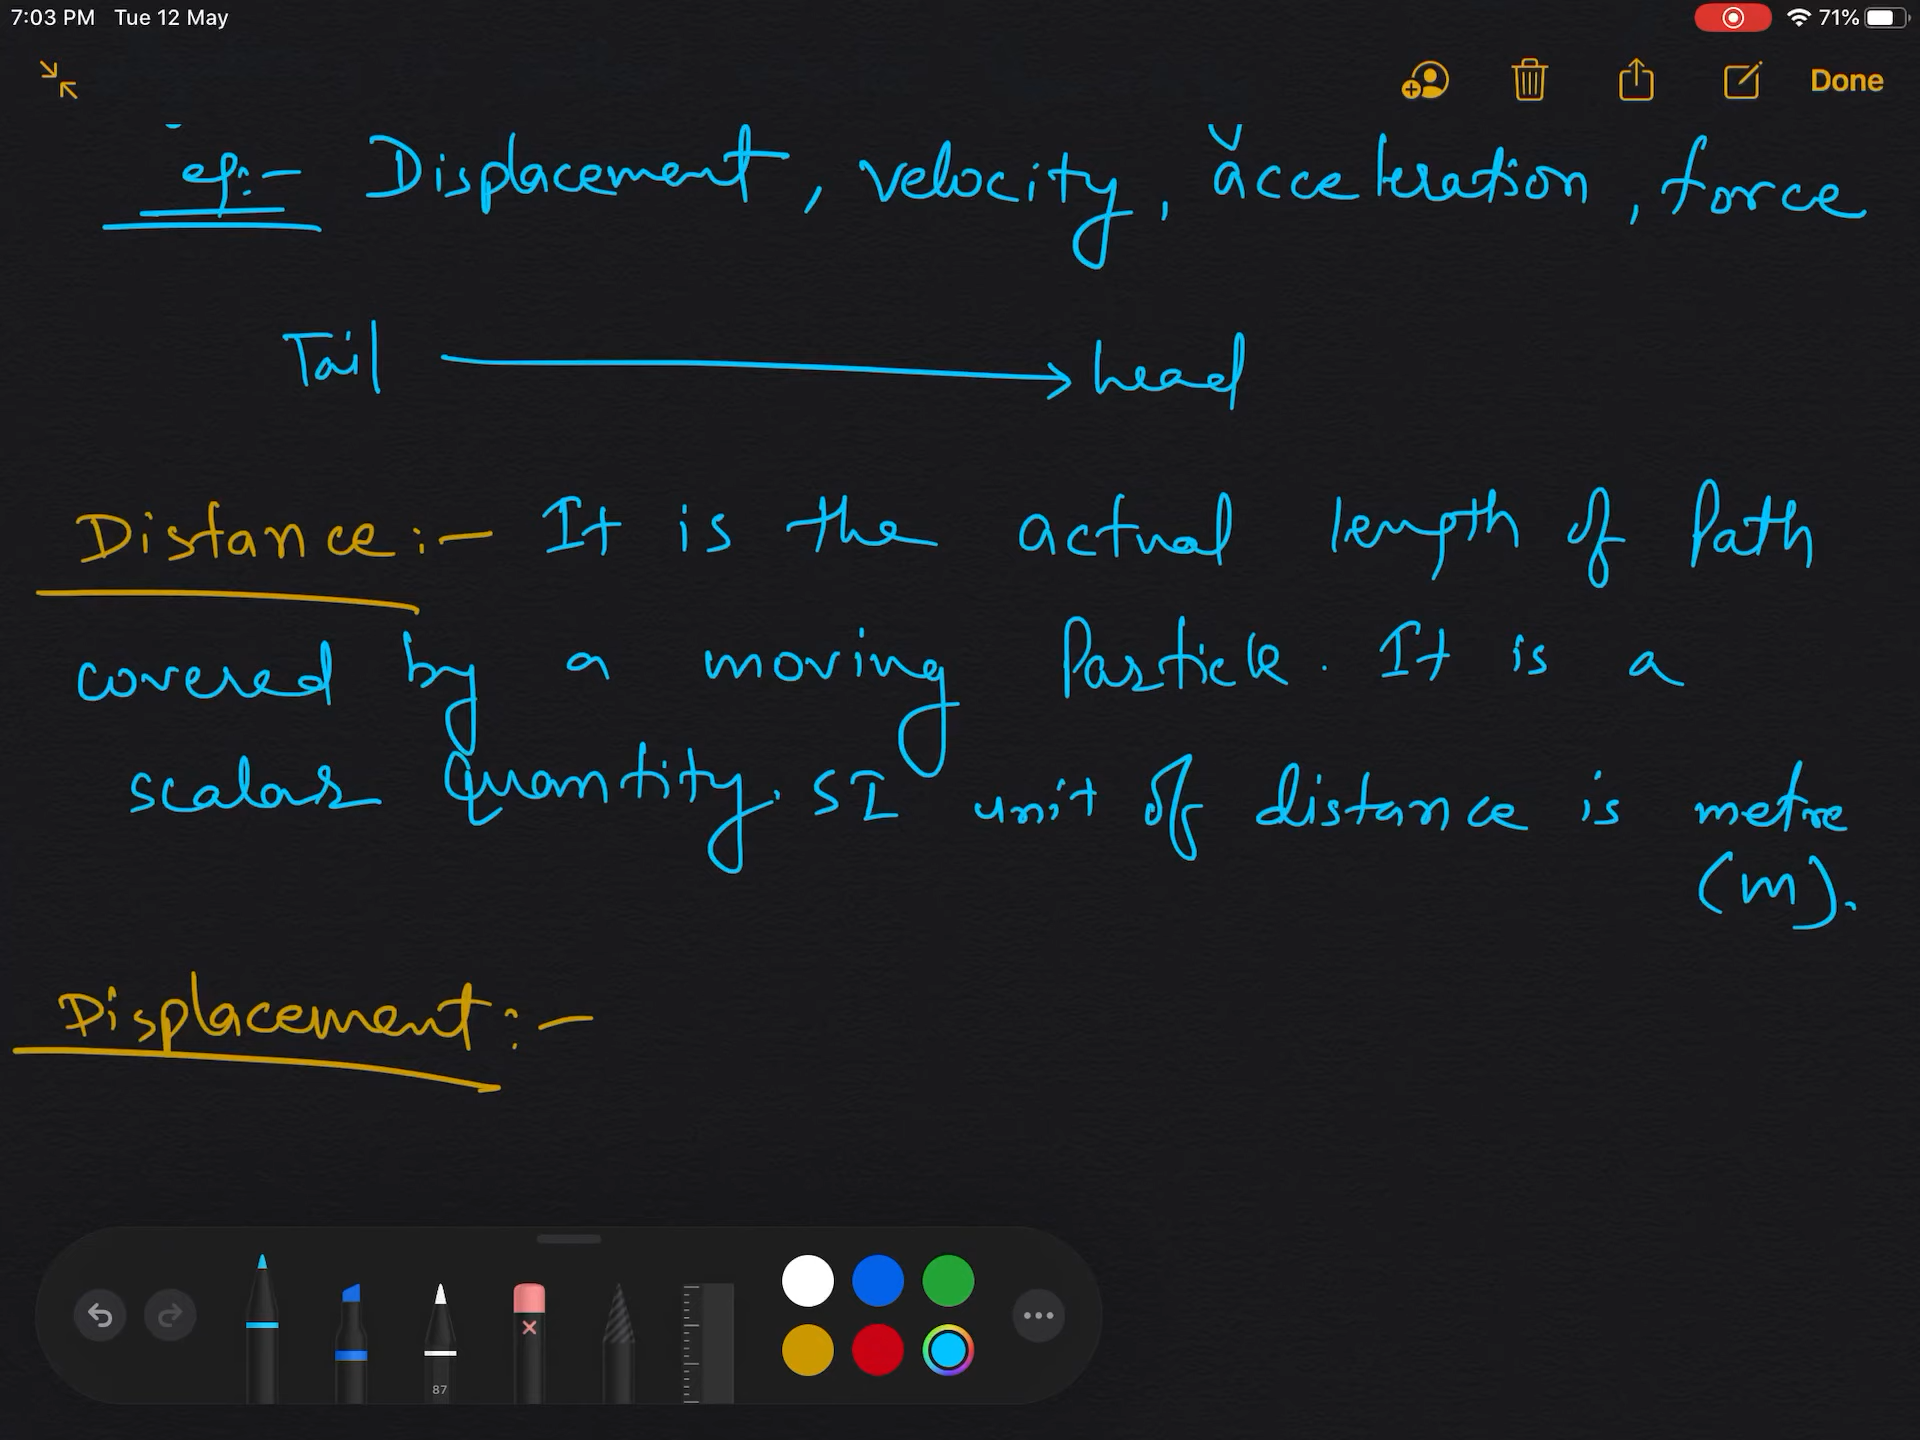 7:03 PM Tue 12 May 71%
Done
eg:- Displacement, velocity, acceleration, force
Tail head
Distance:- It is the actual length of Path
covered by a moving Particle. It is a
scalar Quantity. SI unit of distance is metre
(m).
Displacement:-
87